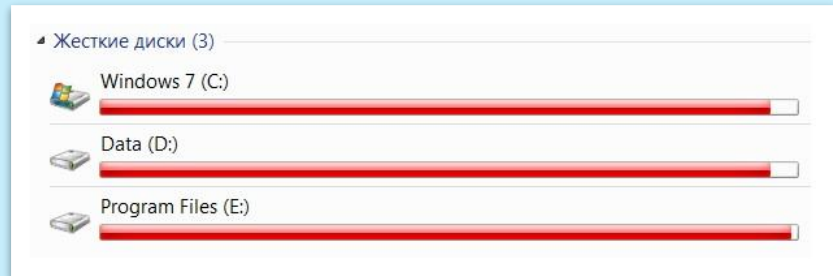 Жесткие диски (3)
Windows 7 (C:)
Data (D:)
Program Files (E:)